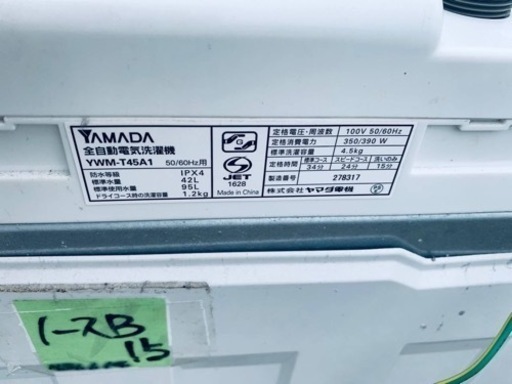 YAMADA
全自動電気洗濯機
YWM-T45A1 50/60Hz用
防水等級 IPX4
標準水量 42L
標準使用水量 95L
ドライコース時の洗濯容量 1.2kg
JET
1628
Made in China
定格電圧・周波数 100V 50/60Hz
定格消費電力 350/390 W
標準洗濯容量 4.5kg
定格時間 標準コース スピードコース 洗いのみ
34分 24分 15分
製造番号 278317
株式会社 ヤマダ電機
1-スB
15